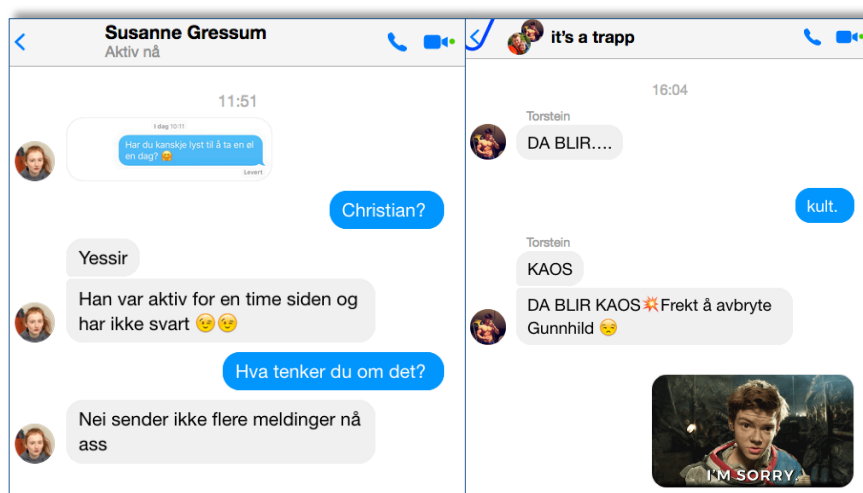 Susanne Gressum
Aktiv nå
11:51
I dag 10:11
Har du kanskje lyst til å ta en øl
en dag? 🤗
Levert
Christian?
Yessir
Han var aktiv for en time siden og
har ikke svart 😉😉
Hva tenker du om det?
Nei sender ikke flere meldinger nå
ass
it's a trapp
16:04
Torstein
DA BLIR....
kult.
Torstein
KAOS
DA BLIR KAOS💥Frekt å avbryte
Gunnhild 😒
I'M SORRY.